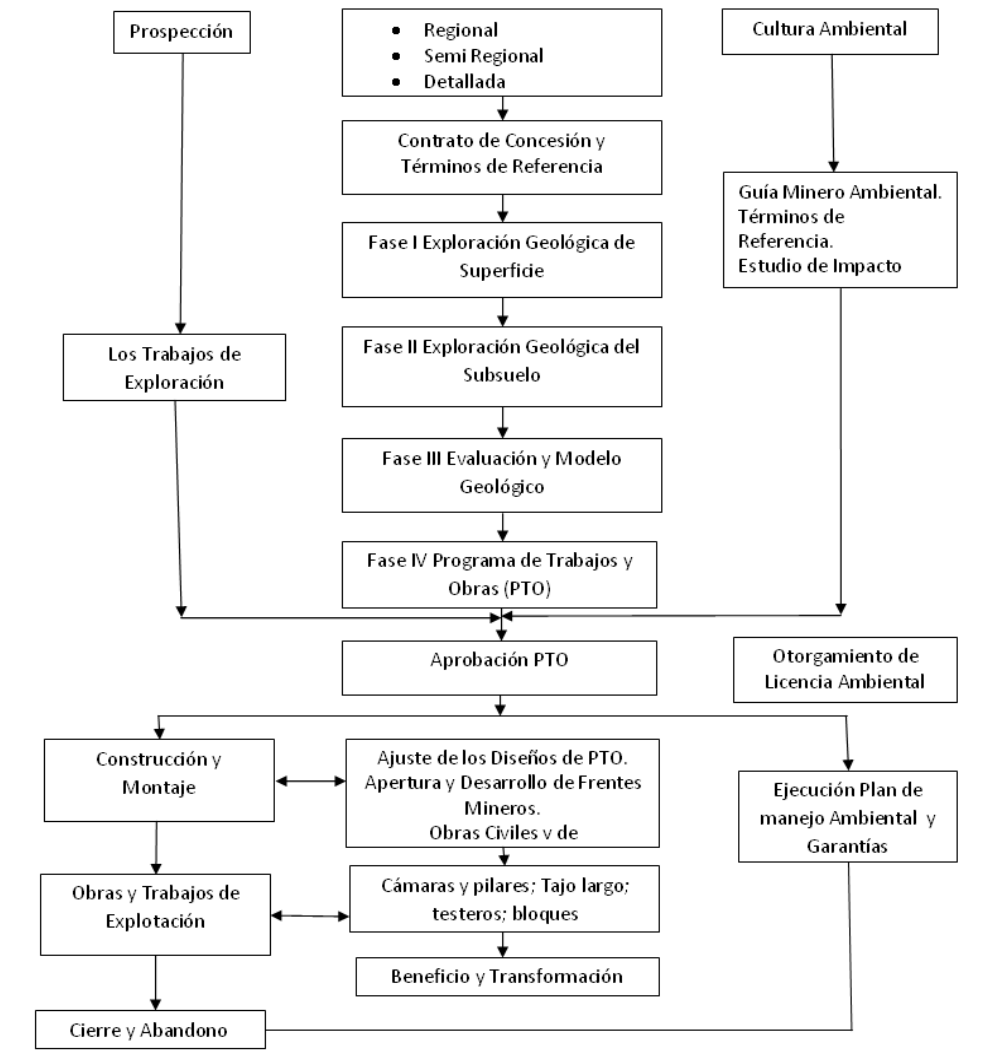 Prospección
• Regional
• Semi Regional
• Detallada
Cultura Ambiental
Contrato de Concesión y
Términos de Referencia
Guía Minero Ambiental.
Términos de
Referencia.
Estudio de Impacto
Fase I Exploración Geológica de
Superficie
Los Trabajos de
Exploración
Fase II Exploración Geológica del
Subsuelo
Fase III Evaluación y Modelo
Geológico
Fase IV Programa de Trabajos y
Obras (PTO)
Aprobación PTO
Otorgamiento de
Licencia Ambiental
Construcción y
Montaje
Ajuste de los Diseños de PTO.
Apertura y Desarrollo de Frentes
Mineros.
Obras Civiles y de
Ejecución Plan de
manejo Ambiental y
Garantías
Obras y Trabajos de
Explotación
Cámaras y pilares; Tajo largo;
testeros; bloques
Beneficio y Transformación
Cierre y Abandono